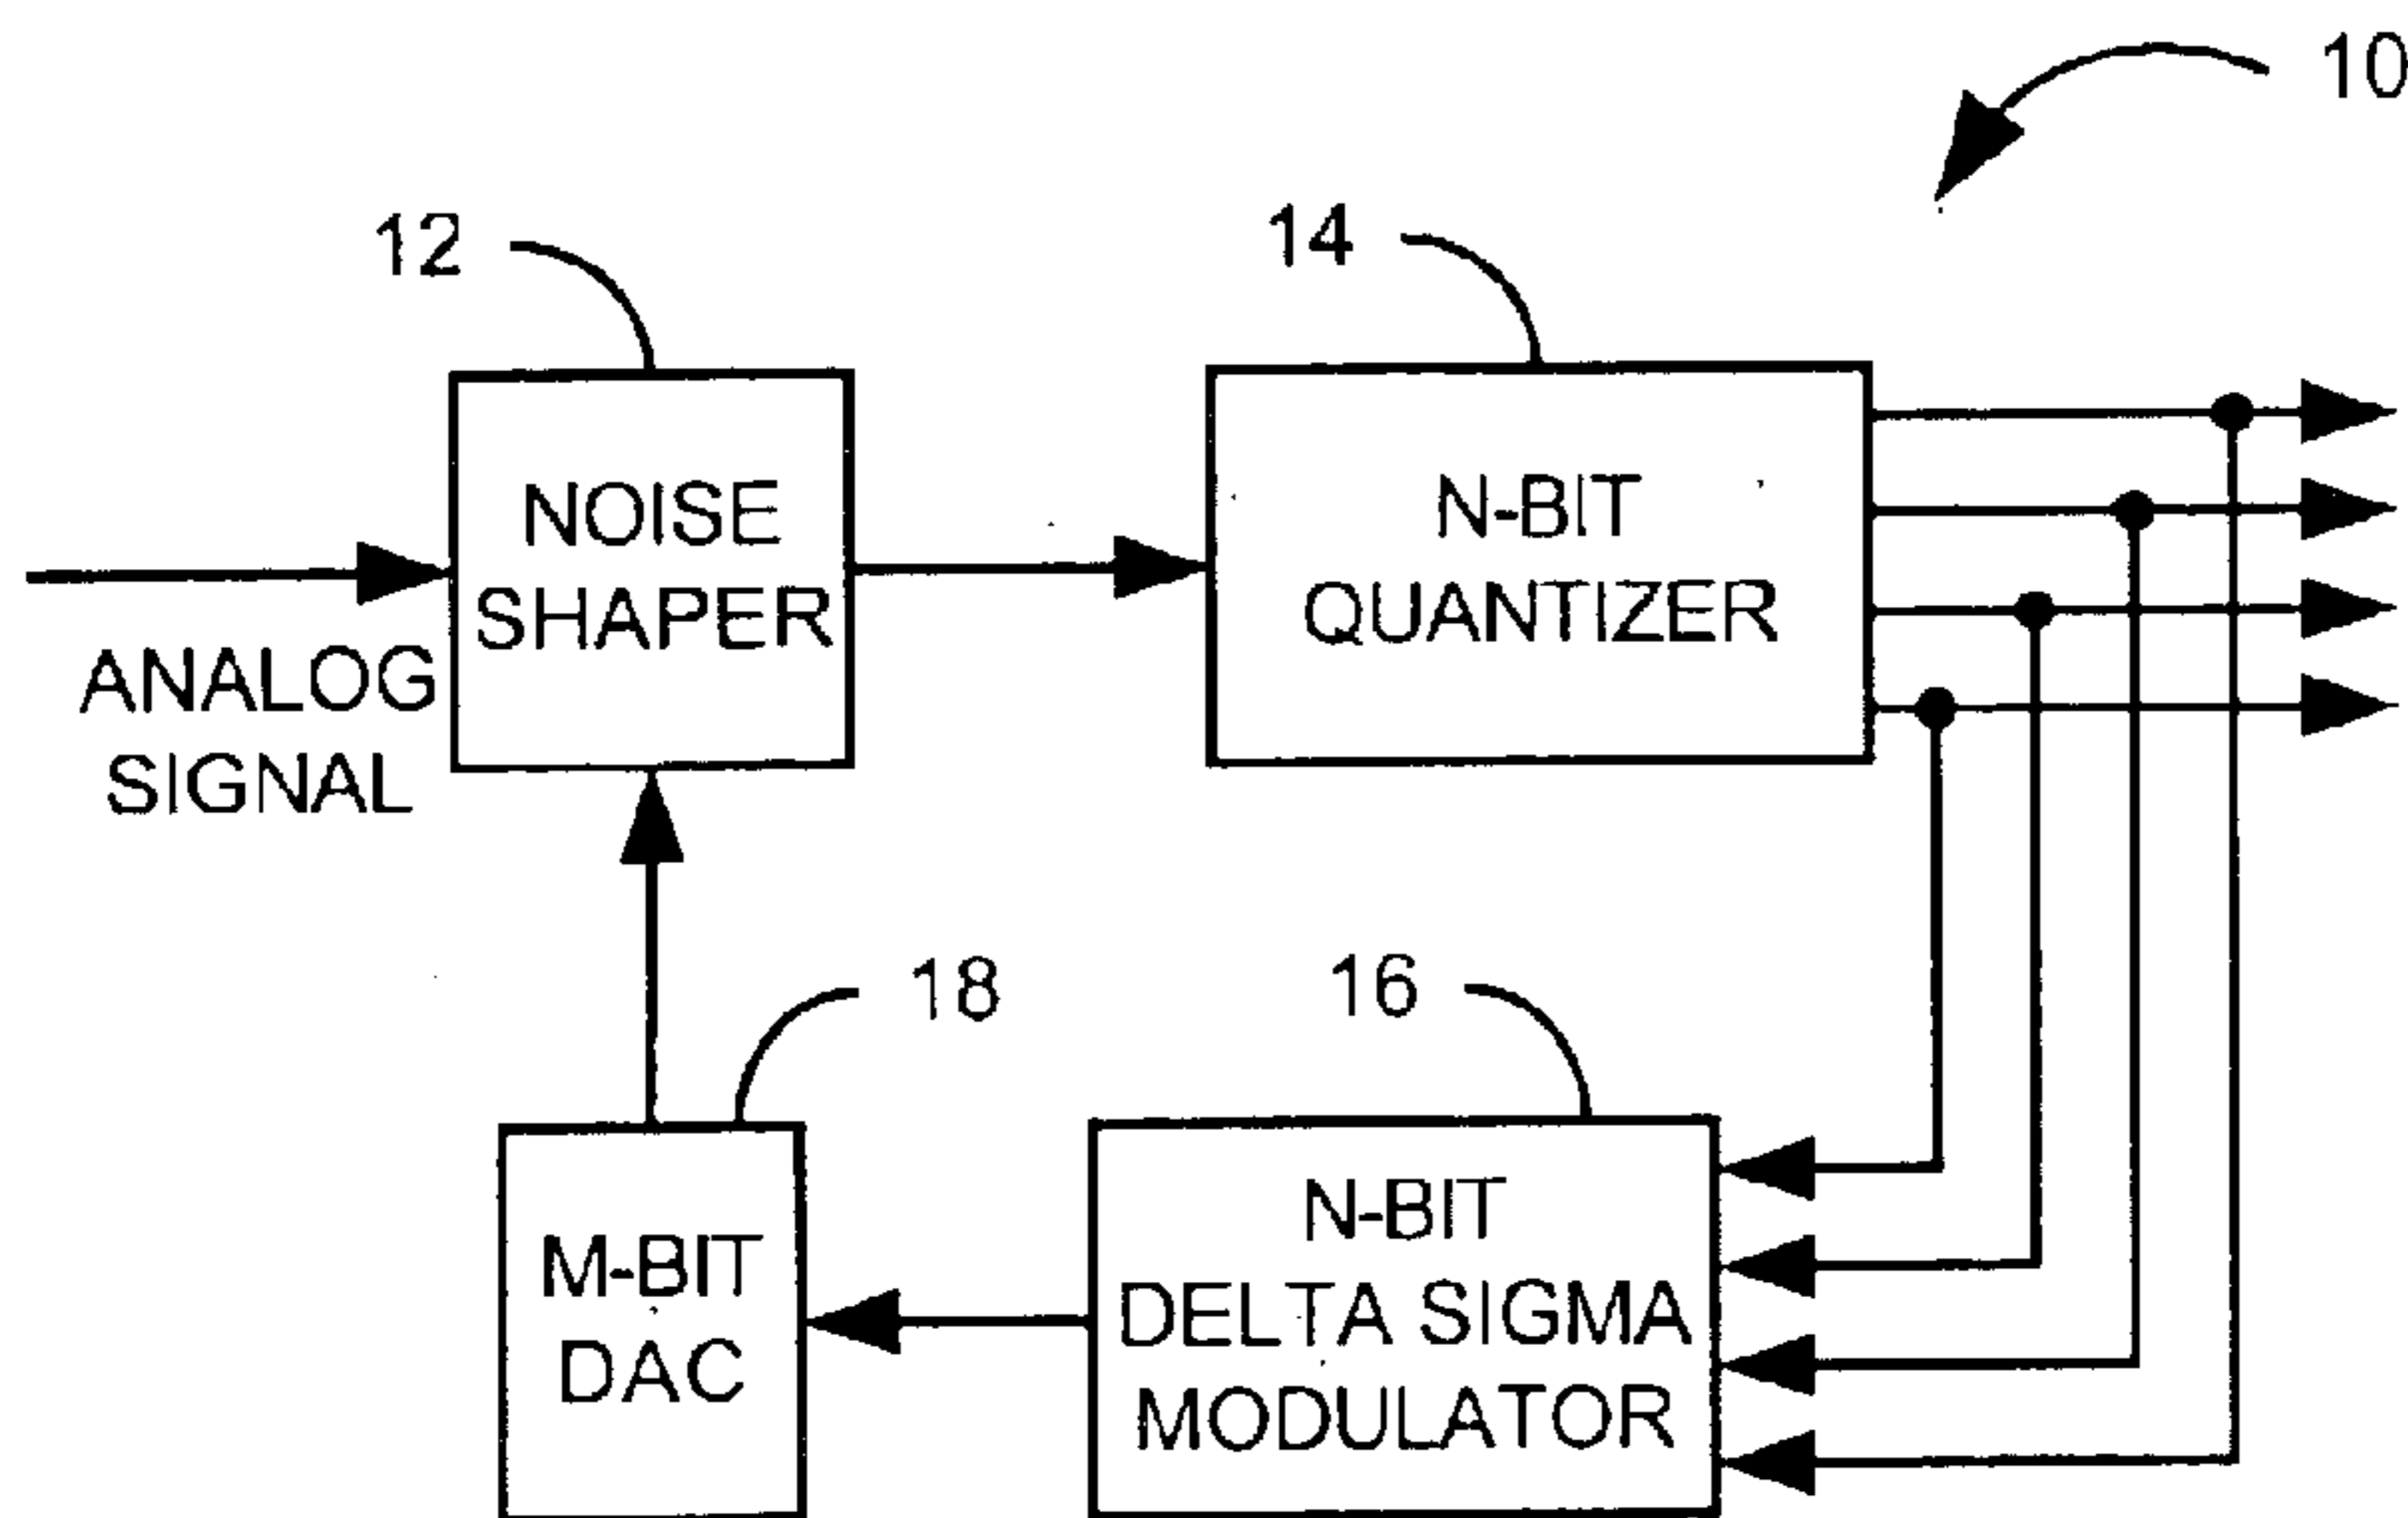 10
12
14
NOISE
SHAPER
N-BIT
QUANTIZER
ANALOG
SIGNAL
18
16
M-BIT
DAC
N-BIT
DELTA SIGMA
MODULATOR